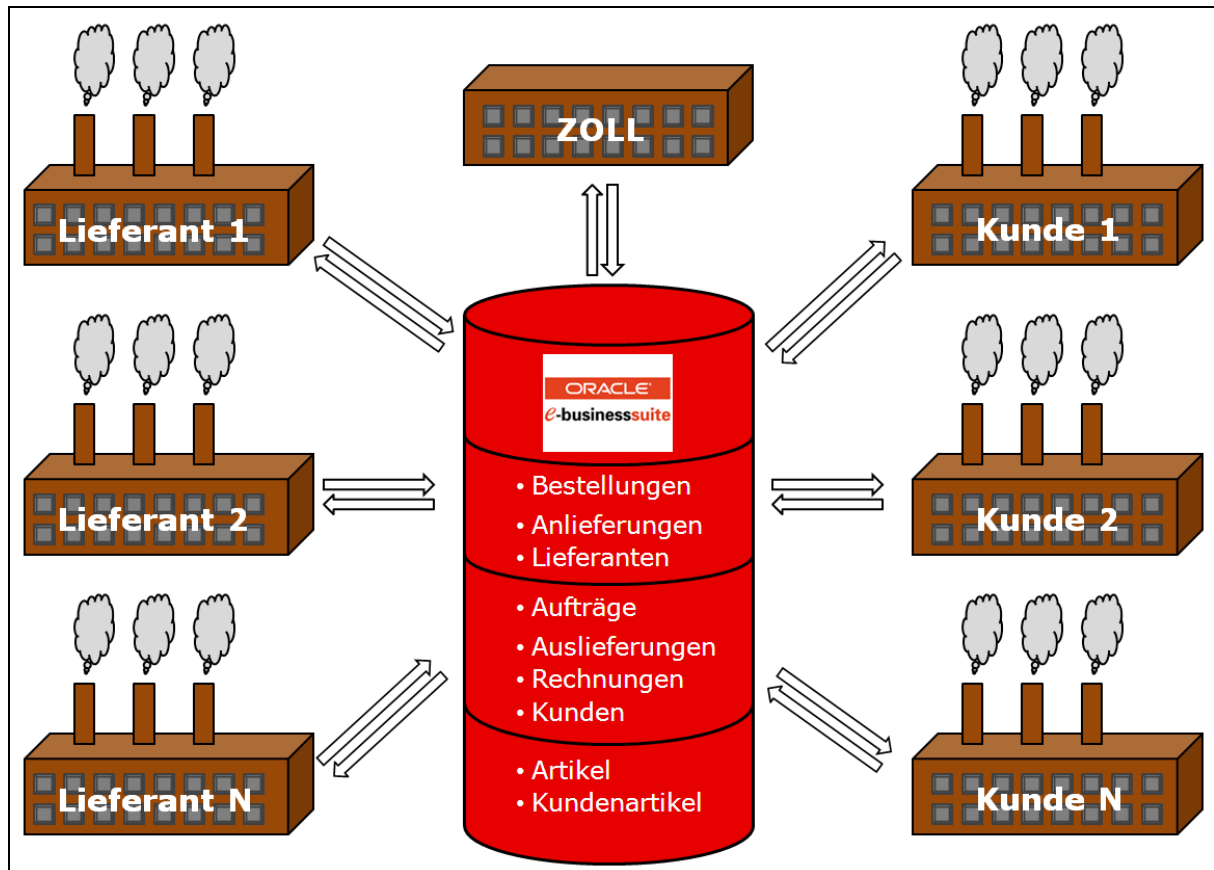 ZOLL
Lieferant 1
Kunde 1
ORACLE®
e-businesssuite
• Bestellungen
• Anlieferungen
• Lieferanten
Lieferant 2
Kunde 2
• Aufträge
• Auslieferungen
• Rechnungen
• Kunden
• Artikel
• Kundenartikel
Lieferant N
Kunde N